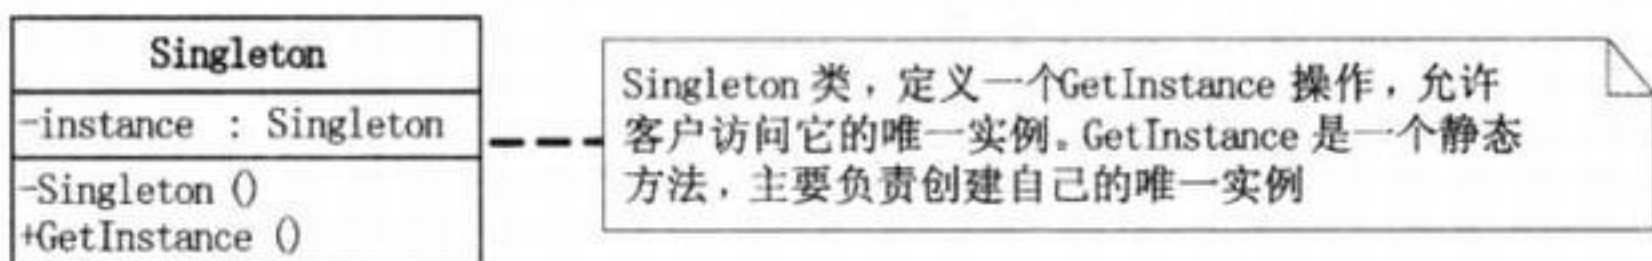 Singleton
-instance : Singleton
-Singleton ()
+GetInstance ()
Singleton 类，定义一个GetInstance 操作，允许
客户访问它的唯一实例。GetInstance 是一个静态
方法，主要负责创建自己的唯一实例